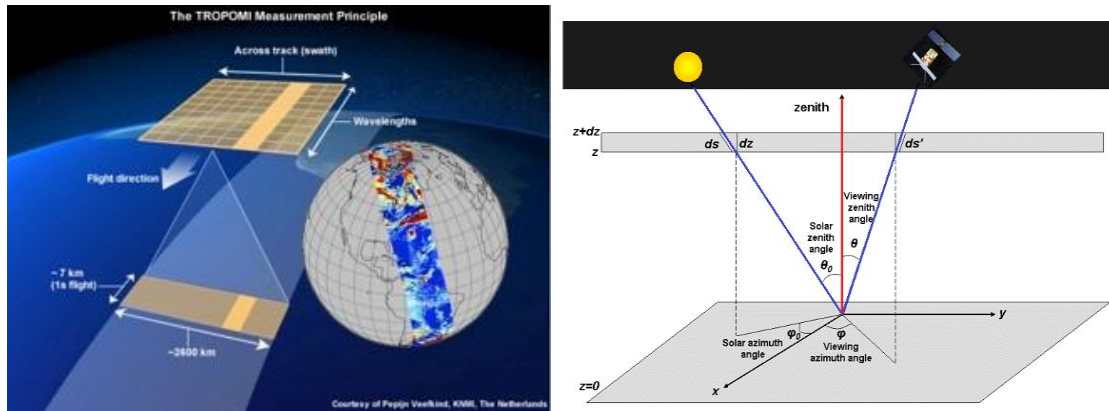 The TROPOMI Measurement Principle
Across track (swath)
Wavelengths
Flight direction
~ 7 km
(1s flight)
~2600 km
Courtesy of Pepijn Veefkind, KNMI, The Netherlands
zenith
z+dz
z
ds
dz
ds'
Viewing
zenith
angle
θ
Solar
zenith
angle
θ₀
y
φ₀
φ
Solar azimuth
angle
Viewing
azimuth angle
x
z=0